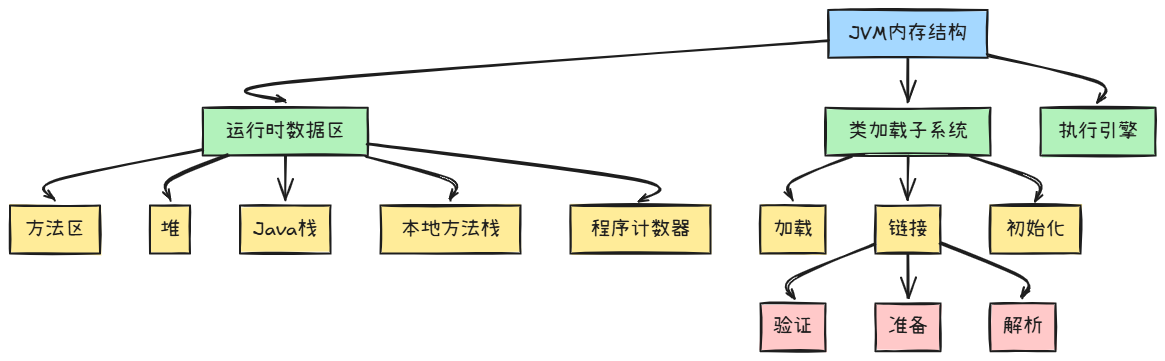 JVM内存结构
运行时数据区
类加载子系统
执行引擎
方法区
堆
Java栈
本地方法栈
程序计数器
加载
链接
初始化
验证
准备
解析